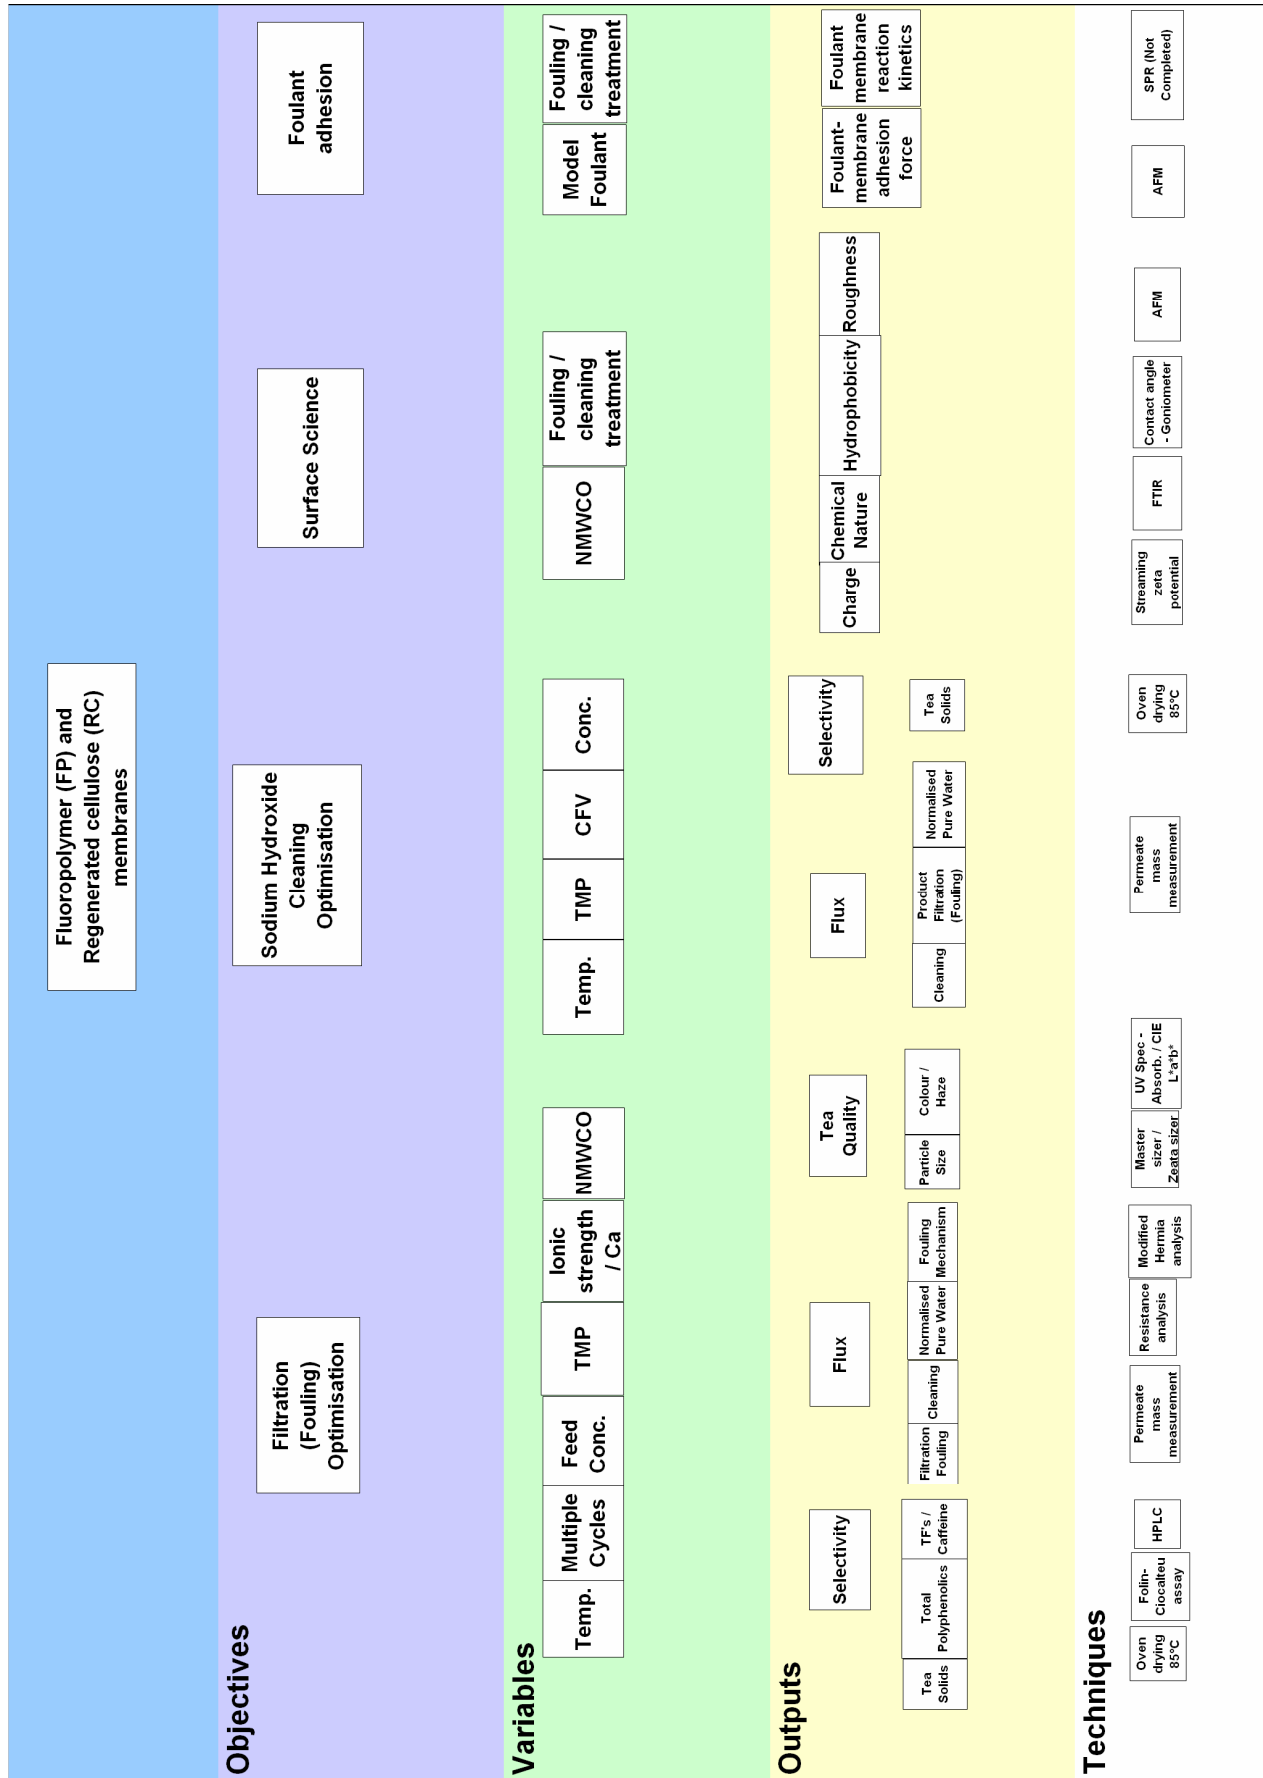 Fluoropolymer (FP) and
Regenerated cellulose (RC)
membranes
Objectives
Filtration
(Fouling)
Optimisation
Sodium Hydroxide
Cleaning
Optimisation
Surface Science
Foulant
adhesion
Variables
Temp.
Multiple
Cycles
Feed
Conc.
TMP
Ionic
strength
/ Ca
NMWCO
Temp.
TMP
CFV
Conc.
NMWCO
Fouling /
cleaning
treatment
Model
Foulant
Fouling /
cleaning
treatment
Outputs
Selectivity
Tea
Solids
Total
Polyphenolics
TF's /
Caffeine
Flux
Filtration
Fouling
Cleaning
Normalised
Pure Water
Fouling
Mechanism
Tea
Quality
Particle
Size
Colour /
Haze
Flux
Cleaning
Product
Filtration
(Fouling)
Normalised
Pure Water
Selectivity
Tea
Solids
Charge
Chemical
Nature
Hydrophobicity
Roughness
Foulant-
membrane
adhesion
force
Foulant
membrane
reaction
kinetics
Techniques
Oven
drying
85°C
Folin-
Ciocalteu
assay
HPLC
Permeate
mass
measurement
Resistance
analysis
Modified
Hermia
analysis
Master
sizer /
Zeata sizer
UV Spec -
Absorb. / CIE
L*a*b*
Permeate
mass
measurement
Oven
drying
85°C
Streaming
zeta
potential
FTIR
Contact angle
- Goniometer
AFM
AFM
SPR (Not
Completed)